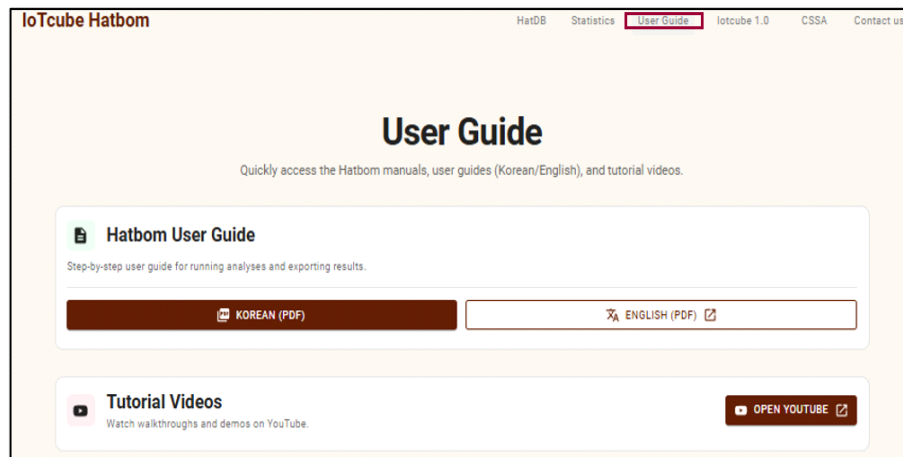 IoTcube Hatbom
HatDB Statistics User Guide Iotcube 1.0 CSSA Contact us
User Guide
Quickly access the Hatbom manuals, user guides (Korean/English), and tutorial videos.
Hatbom User Guide
Step-by-step user guide for running analyses and exporting results.
KOREAN (PDF)
ENGLISH (PDF)
Tutorial Videos
Watch walkthroughs and demos on YouTube.
OPEN YOUTUBE